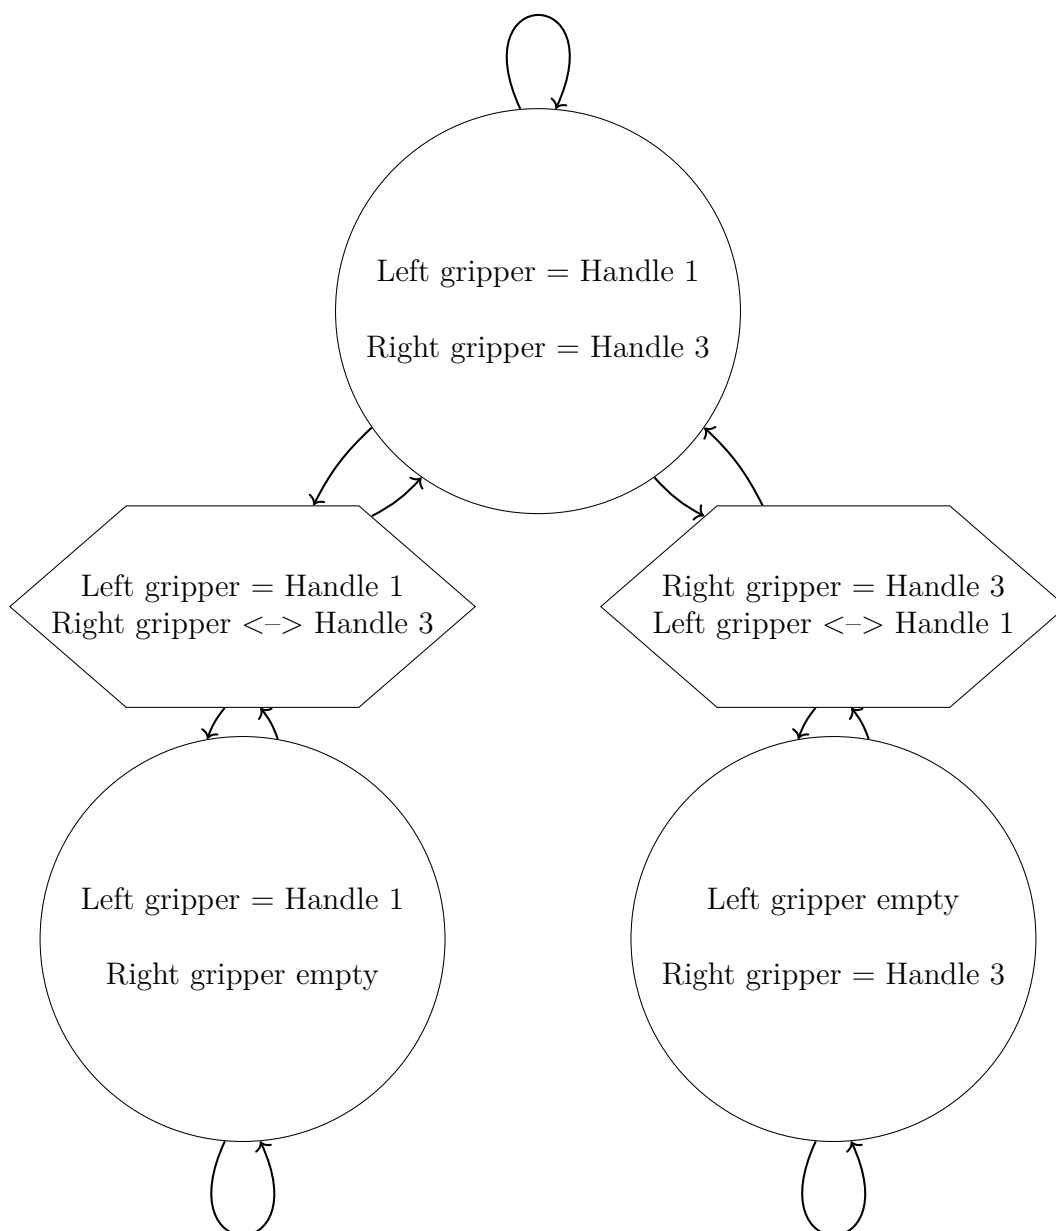 Left gripper = Handle 1
Right gripper = Handle 3
Left gripper = Handle 1
Right gripper <–> Handle 3
Right gripper = Handle 3
Left gripper <–> Handle 1
Left gripper = Handle 1
Right gripper empty
Left gripper empty
Right gripper = Handle 3